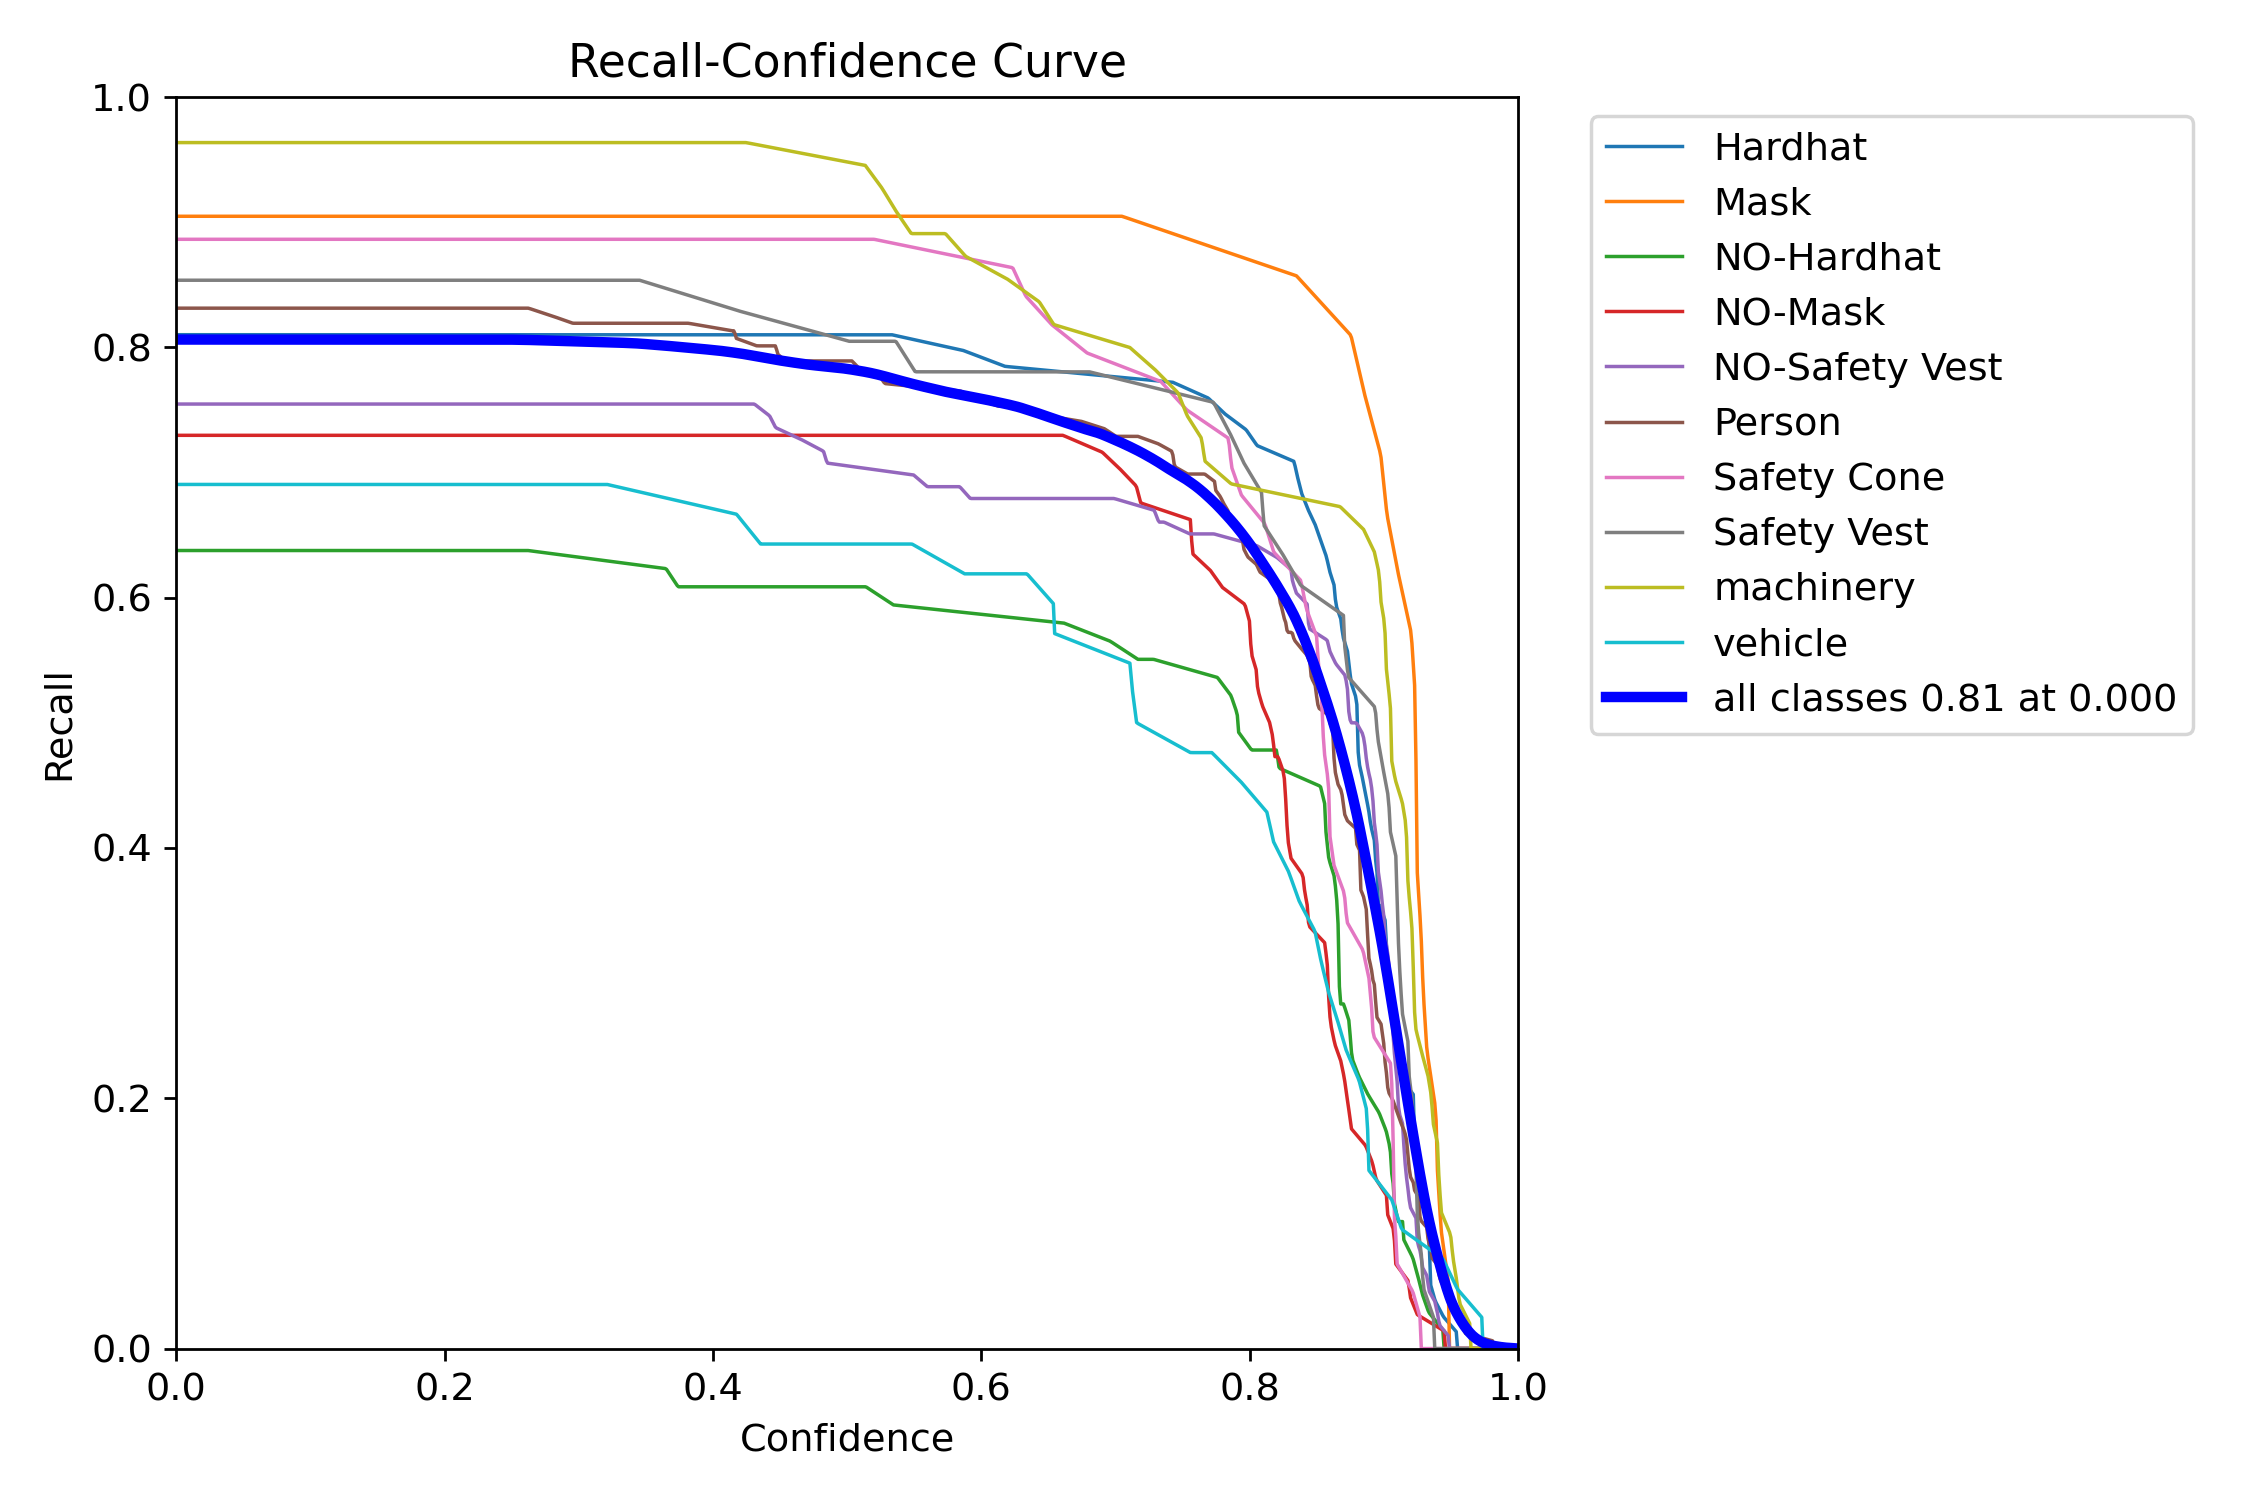 Recall-Confidence Curve
1.0
0.8
0.6
0.4
0.2
0.0
Recall
0.0 0.2 0.4 0.6 0.8 1.0
Confidence
Hardhat
Mask
NO-Hardhat
NO-Mask
NO-Safety Vest
Person
Safety Cone
Safety Vest
machinery
vehicle
all classes 0.81 at 0.000